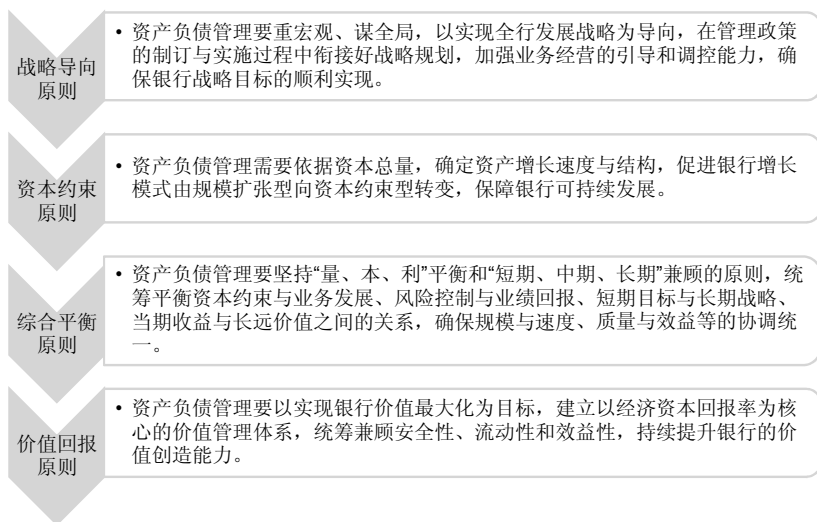 战略导向
原则
• 资产负债管理要重宏观、谋全局，以实现全行发展战略为导向，在管理政策
的制订与实施过程中衔接好战略规划，加强业务经营的引导和调控能力，确
保银行战略目标的顺利实现。
资本约束
原则
• 资产负债管理需要依据资本总量，确定资产增长速度与结构，促进银行增长
模式由规模扩张型向资本约束型转变，保障银行可持续发展。
综合平衡
原则
• 资产负债管理要坚持“量、本、利”平衡和“短期、中期、长期”兼顾的原则，统
筹平衡资本约束与业务发展、风险控制与业绩回报、短期目标与长期战略、
当期收益与长远价值之间的关系，确保规模与速度、质量与效益等的协调统
一。
价值回报
原则
• 资产负债管理要以实现银行价值最大化为目标，建立以经济资本回报率为核
心的价值管理体系，统筹兼顾安全性、流动性和效益性，持续提升银行的价
值创造能力。